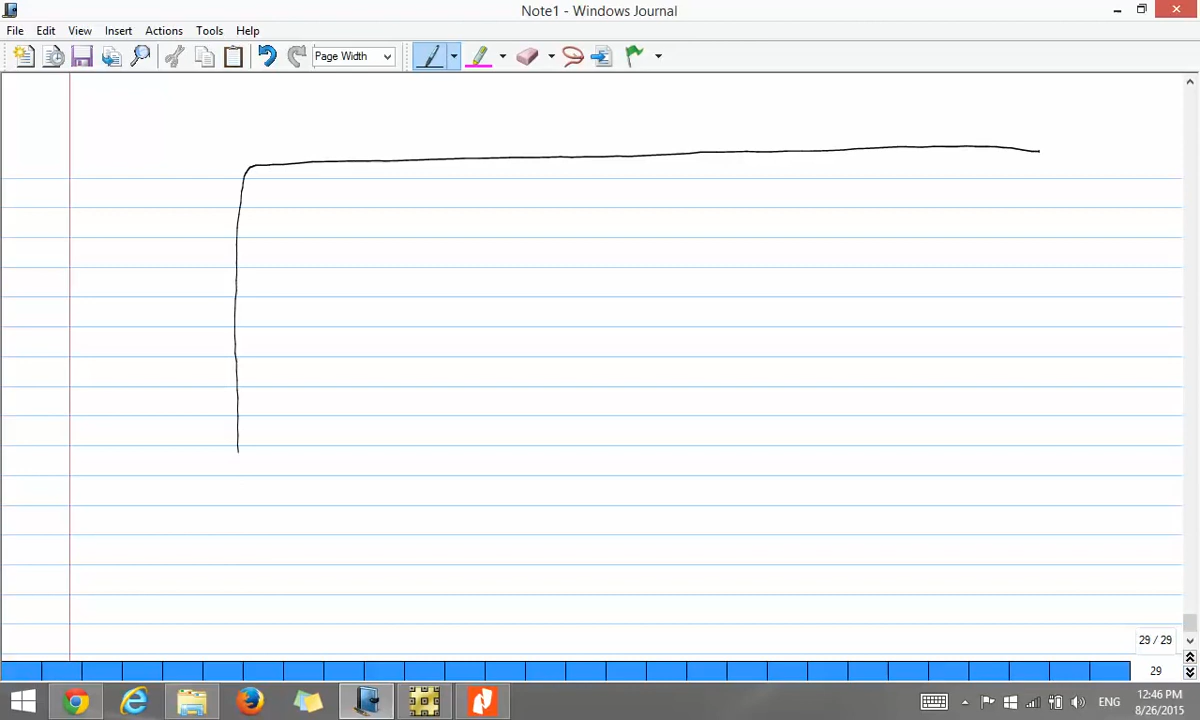 Note1 - Windows Journal
File Edit View Insert Actions Tools Help
Page Width
29 / 29
29
ENG
12:46 PM
8/26/2015